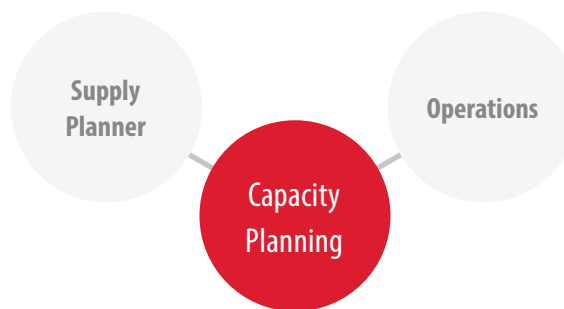 Supply
Planner
Operations
Capacity
Planning